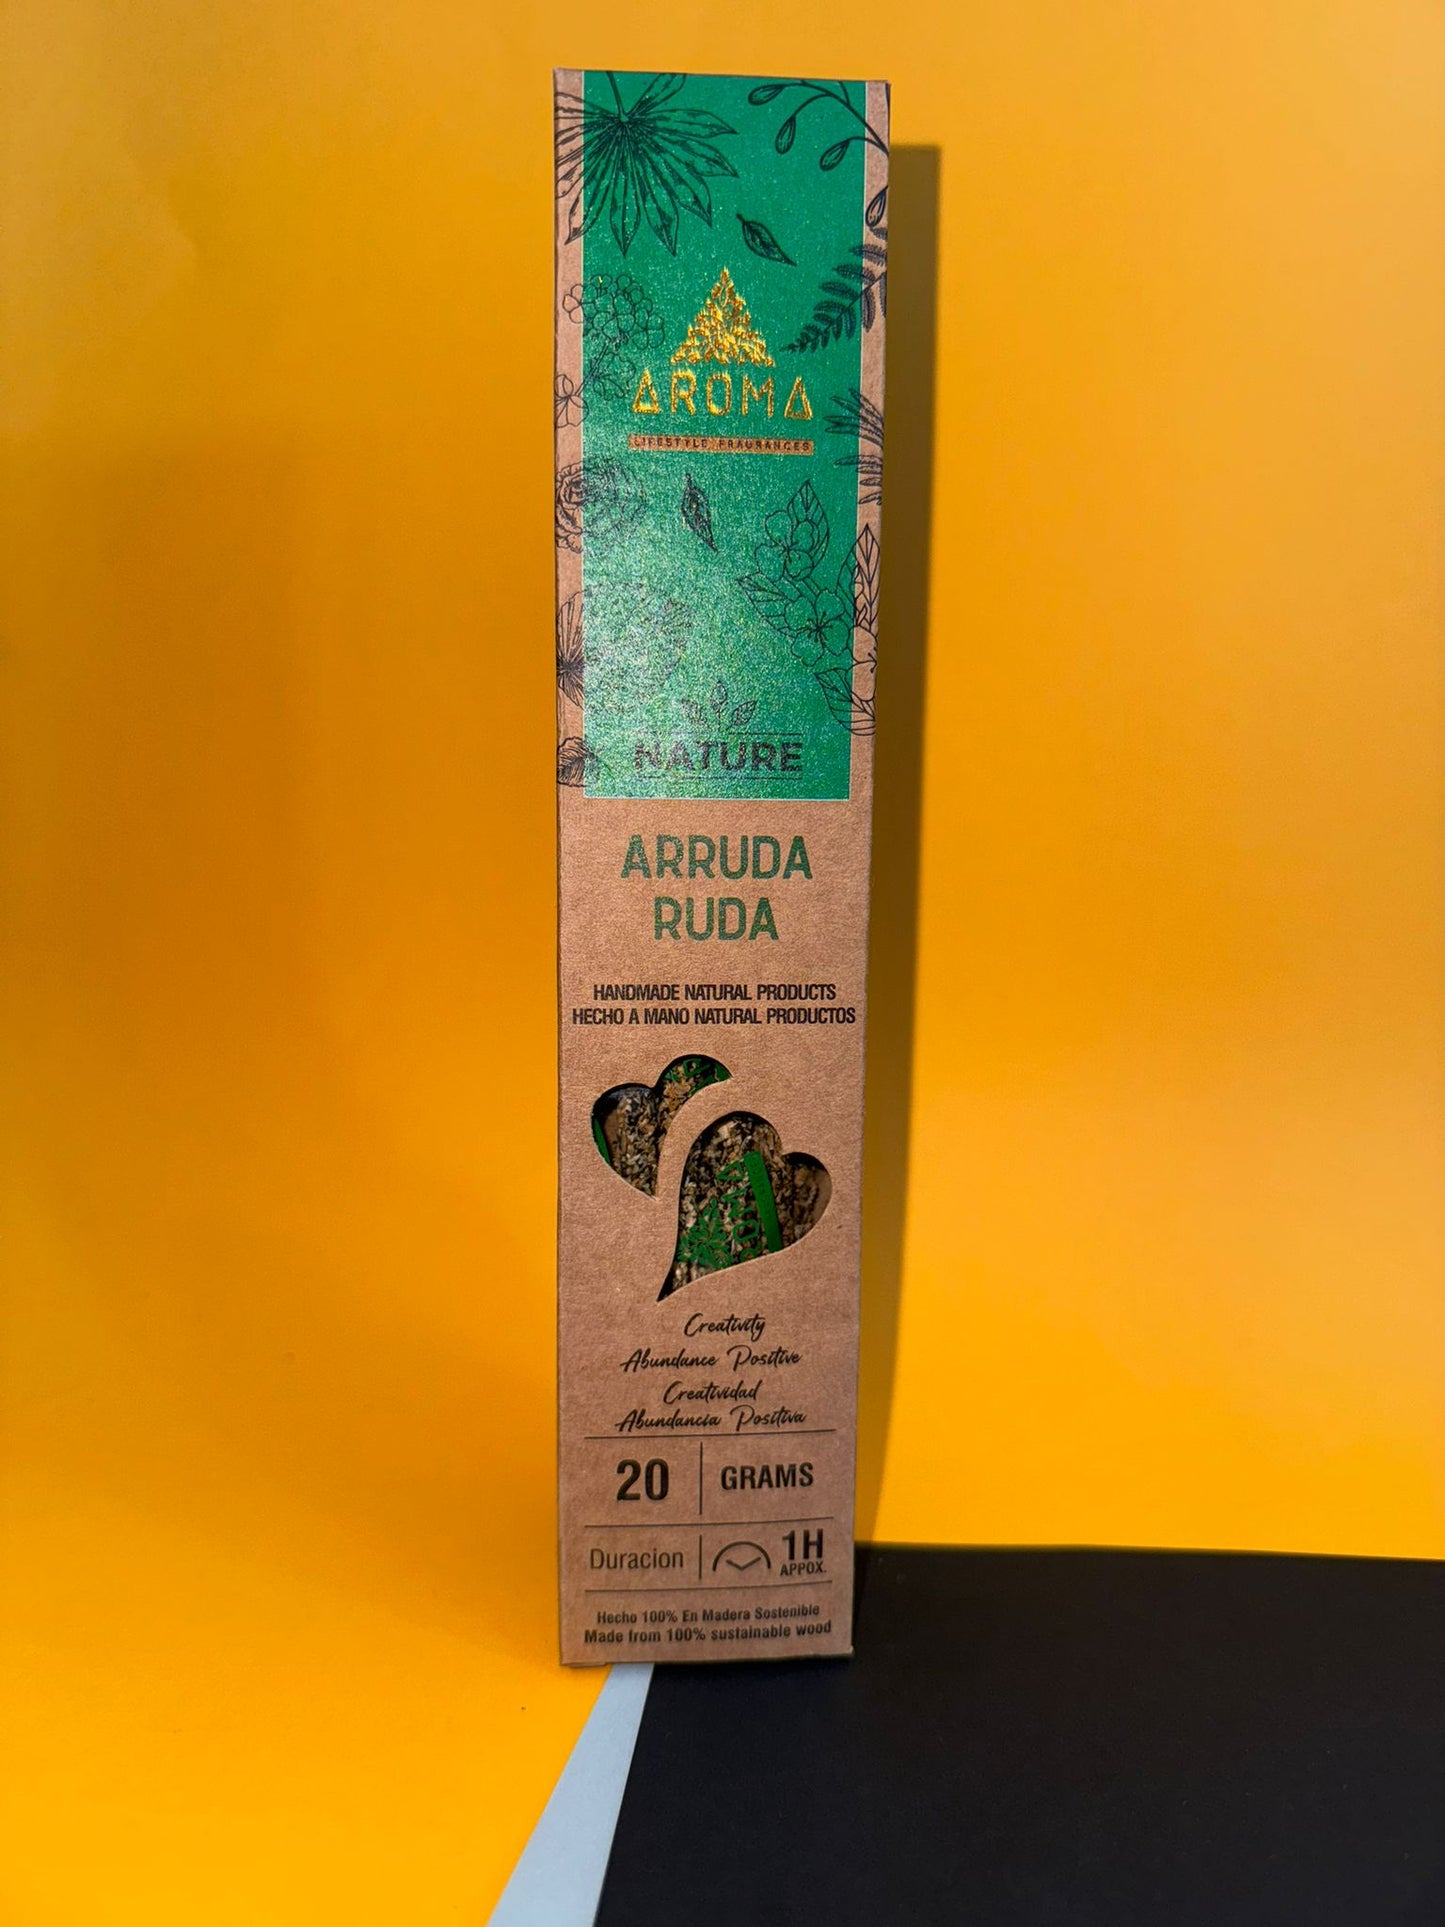 AROMA
LIFESTYLE FRAGRANCES
NATURE
ARRUDA
RUDA
HANDMADE NATURAL PRODUCTS
HECHO A MANO NATURAL PRODUCTOS
Creativity
Abundance Positive
Creatividad
Abundancia Positiva
20 GRAMS
Duracion 1H
APPOX.
Hecho 100% En Madera Sostenible
Made from 100% sustainable wood